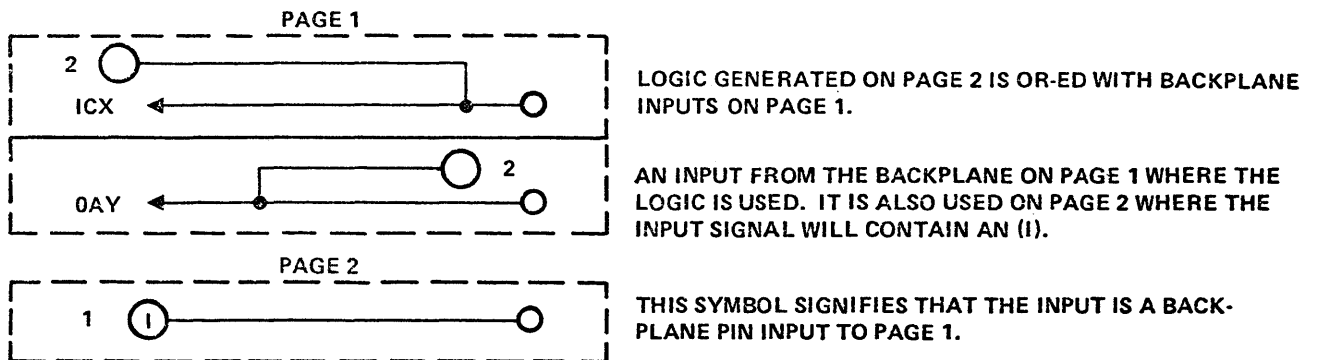 PAGE 1
2
ICX
LOGIC GENERATED ON PAGE 2 IS OR-ED WITH BACKPLANE
INPUTS ON PAGE 1.
2
0AY
AN INPUT FROM THE BACKPLANE ON PAGE 1 WHERE THE
LOGIC IS USED. IT IS ALSO USED ON PAGE 2 WHERE THE
INPUT SIGNAL WILL CONTAIN AN (I).
PAGE 2
1 I
THIS SYMBOL SIGNIFIES THAT THE INPUT IS A BACK-
PLANE PIN INPUT TO PAGE 1.